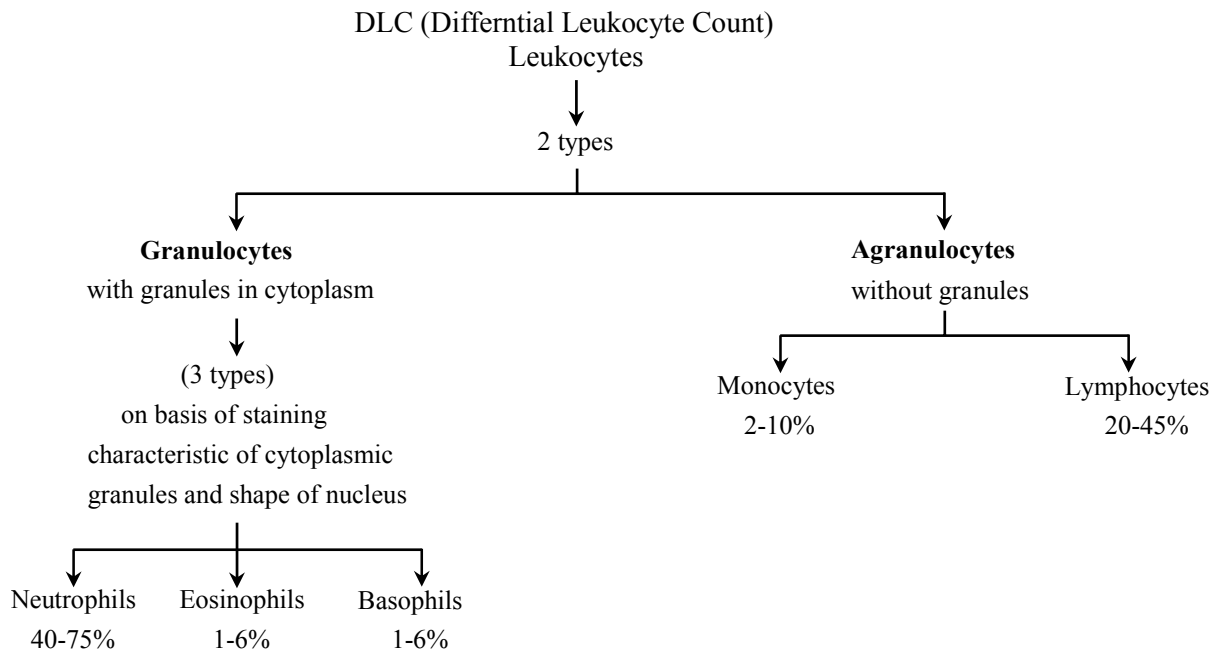 DLC (Differntial Leukocyte Count)
Leukocytes
2 types
Granulocytes
with granules in cytoplasm
(3 types)
on basis of staining
characteristic of cytoplasmic
granules and shape of nucleus
Neutrophils
40-75%
Eosinophils
1-6%
Basophils
1-6%
Agranulocytes
without granules
Monocytes
2-10%
Lymphocytes
20-45%